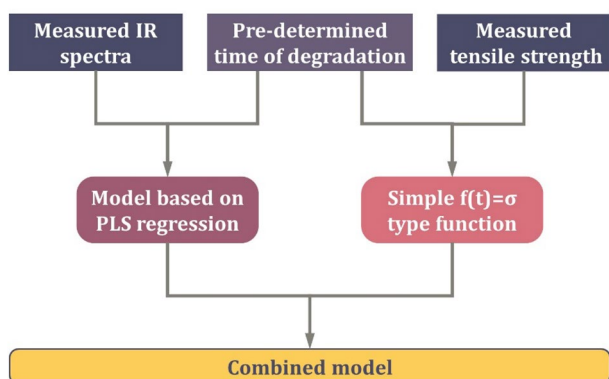 Measured IR
spectra
Pre-determined
time of degradation
Measured
tensile strength
Model based on
PLS regression
Simple f(t)=σ
type function
Combined model